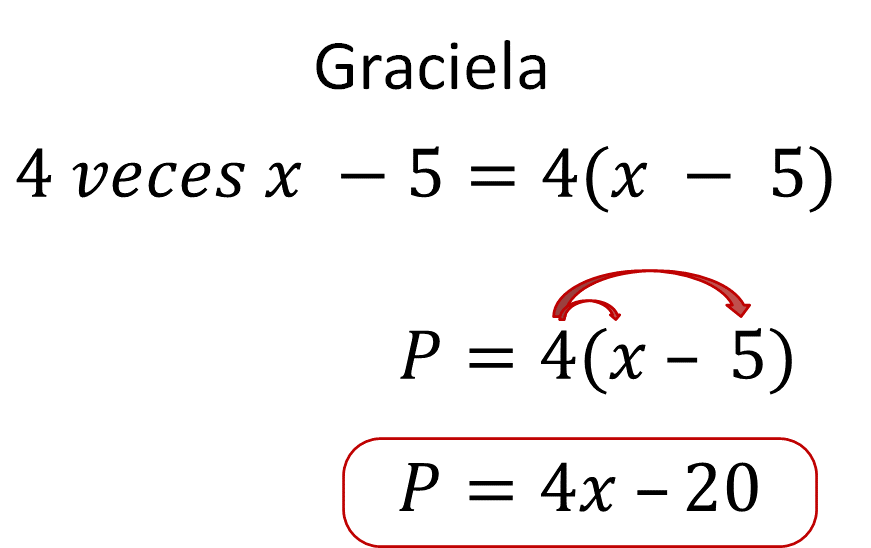 Graciela
4 veces x − 5 = 4(x − 5)
P = 4(x − 5)
P = 4x − 20